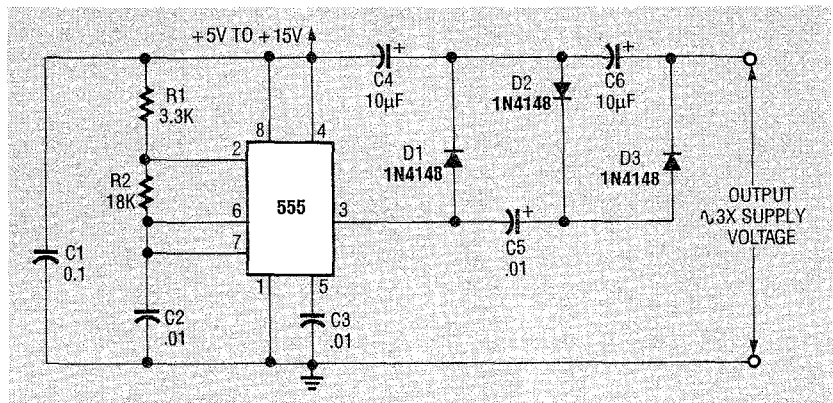 +5V TO +15V
C4
10µF
+
C6
10µF
+
R1
3.3K
D2
1N4148
8
4
2
D1
1N4148
D3
1N4148
R2
18K
555
6
3
OUTPUT
∿3X SUPPLY
VOLTAGE
+
C5
.01
7
C1
0.1
1
5
C2
.01
C3
.01